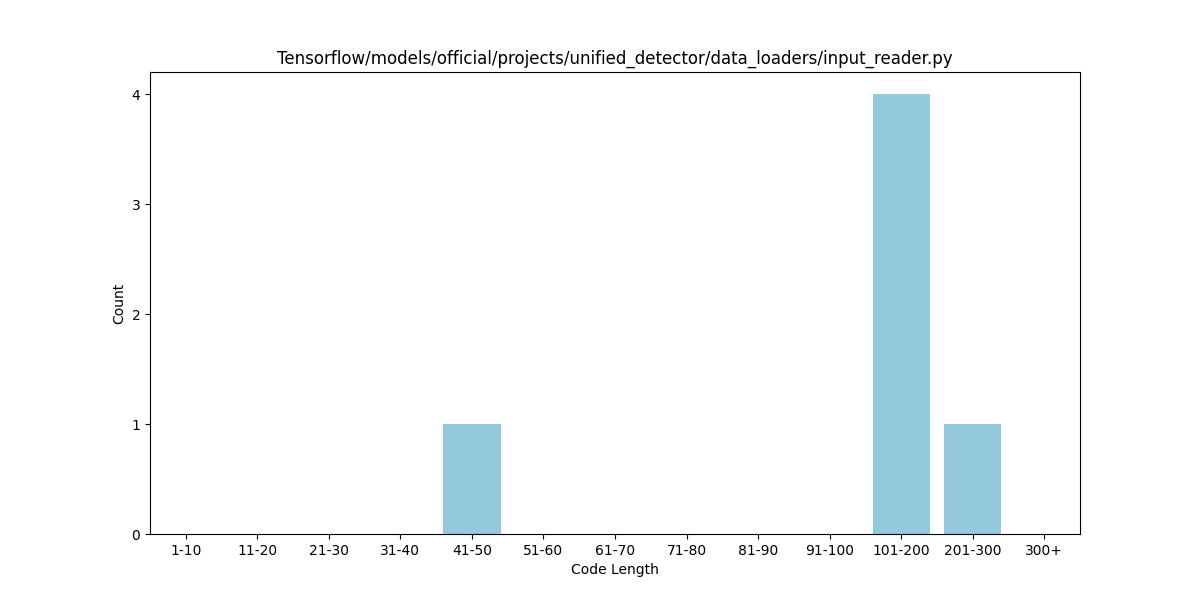 Tensorflow/models/official/projects/unified_detector/data_loaders/input_reader.py
4
3
2
1
0
Count
1-10 11-20 21-30 31-40 41-50 51-60 61-70 71-80 81-90 91-100 101-200 201-300 300+
Code Length